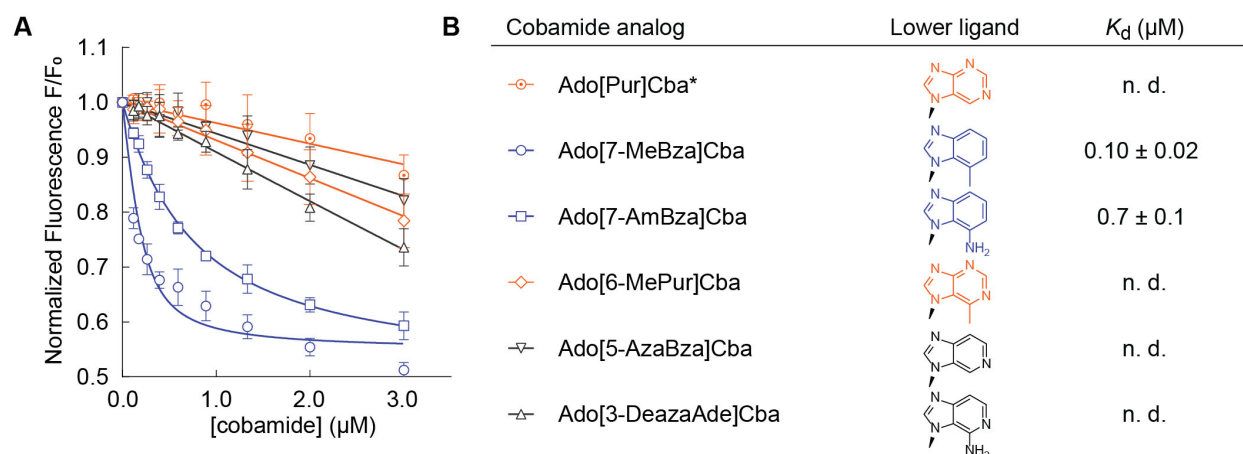 A
1.1
1.0
0.9
0.8
0.7
0.6
0.5
Normalized Fluorescence F/F₀
0.0 1.0 2.0 3.0
[cobamide] (µM)
B
Cobamide analog Lower ligand Kd (µM)
Ado[Pur]Cba* n. d.
N N N N
Ado[7-MeBza]Cba 0.10 ± 0.02
N N
Ado[7-AmBza]Cba 0.7 ± 0.1
N N NH₂
Ado[6-MePur]Cba n. d.
N N N N
Ado[5-AzaBza]Cba n. d.
N N N
Ado[3-DeazaAde]Cba n. d.
N N N NH₂